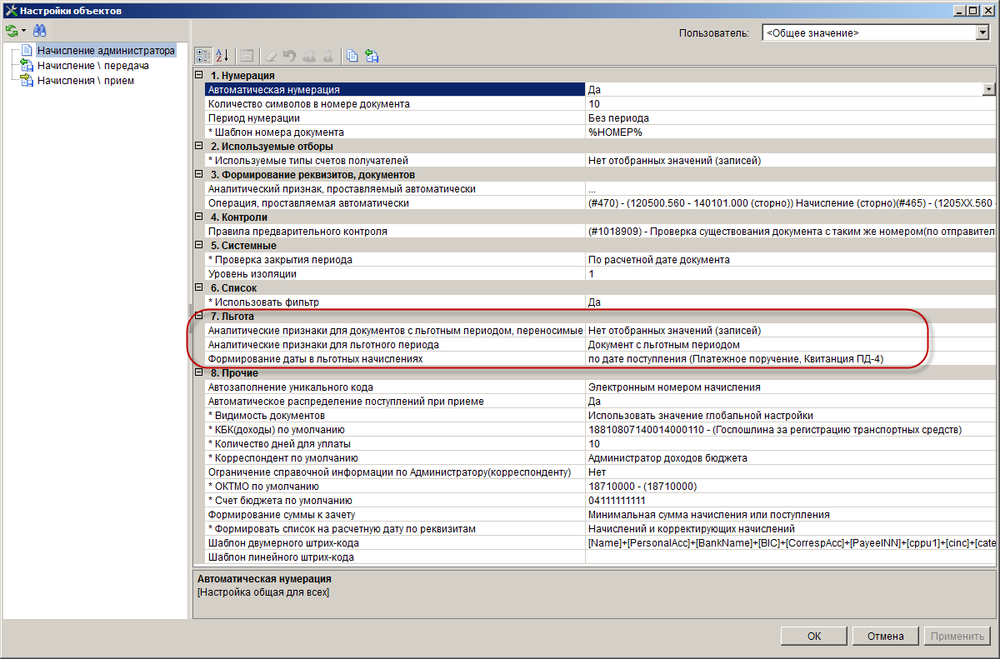 Настройки объектов
Пользователь: <Общее значение>
Начисление администратора
Начисление \ передача
Начисления \ прием
1. Нумерация
Автоматическая нумерация Да
Количество символов в номере документа 10
Период нумерации Без периода
* Шаблон номера документа %НОМЕР%
2. Используемые отборы
* Используемые типы счетов получателей Нет отобранных значений (записей)
3. Формирование реквизитов, документов
Аналитический признак, проставляемый автоматически ...
Операция, проставляемая автоматически (#470) - (120500.560 - 140101.000 (сторно)) Начисление (сторно)(#465) - (1205XX.560 -
4. Контроли
Правила предварительного контроля (#1018909) - Проверка существования документа с таким же номером(по отправител
5. Системные
* Проверка закрытия периода По расчетной дате документа
Уровень изоляции 1
6. Список
* Использовать фильтр Да
7. Льгота
Аналитические признаки для документов с льготным периодом, переносимые Нет отобранных значений (записей)
Аналитические признаки для льготного периода Документ с льготным периодом
Формирование даты в льготных начислениях по дате поступления (Платежное поручение, Квитанция ПД-4)
8. Прочие
Автозаполнение уникального кода Электронным номером начисления
Автоматическое распределение поступлений при приеме Да
* Видимость документов Использовать значение глобальной настройки
* КБК(доходы) по умолчанию 18810807140014000110 - (Госпошлина за регистрацию транспортных средств)
* Количество дней для уплаты 10
* Корреспондент по умолчанию Администратор доходов бюджета
Ограничение справочной информации по Администратору(корреспонденту) Нет
* ОКТМО по умолчанию 18710000 - (18710000)
* Счет бюджета по умолчанию 04111111111
Формирование суммы к зачету Минимальная сумма начисления или поступления
* Формировать список на расчетную дату по реквизитам Начислений и корректирующих начислений
Шаблон двумерного штрих-кода [Name]+[PersonalAcc]+[BankName]+[BIC]+[CorrespAcc]+[PayeeINN]+[cppu1]+[cinc]+[cate
Шаблон линейного штрих-кода
Автоматическая нумерация
[Настройка общая для всех]
ОК Отмена Применить